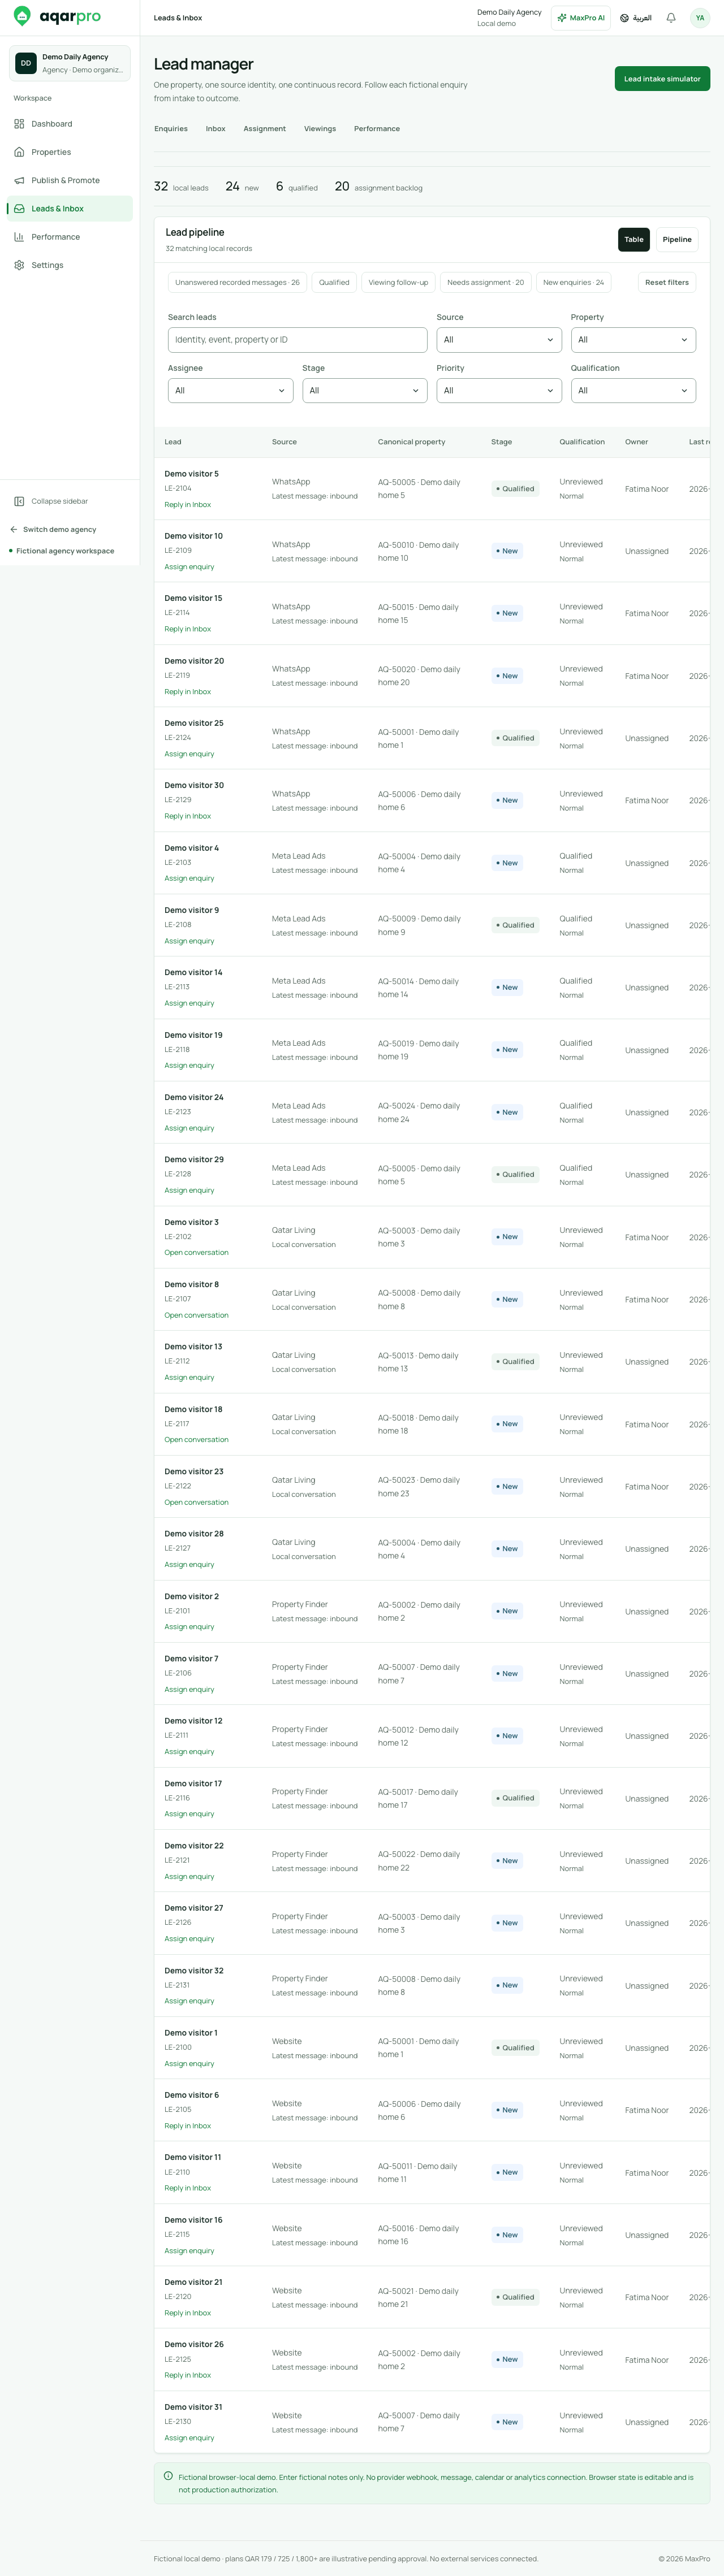 aqarpro
Leads & Inbox
Demo Daily Agency
Local demo
MaxPro AI
العربية
YA
DD
Demo Daily Agency
Agency · Demo organiz...
Workspace
Dashboard
Properties
Publish & Promote
Leads & Inbox
Performance
Settings
Collapse sidebar
Switch demo agency
Fictional agency workspace
Lead manager
One property, one source identity, one continuous record. Follow each fictional enquiry
from intake to outcome.
Lead intake simulator
Enquiries Inbox Assignment Viewings Performance
32 local leads 24 new 6 qualified 20 assignment backlog
Lead pipeline
32 matching local records
Table Pipeline
Unanswered recorded messages · 26 Qualified Viewing follow-up Needs assignment · 20 New enquiries · 24 Reset filters
Search leads Source Property
Identity, event, property or ID All All
Assignee Stage Priority Qualification
All All All All
Lead Source Canonical property Stage Qualification Owner Last re
Demo visitor 5
LE-2104
Reply in Inbox
WhatsApp
Latest message: inbound
AQ-50005 · Demo daily
home 5
Qualified
Unreviewed
Normal
Fatima Noor
2026-
Demo visitor 10
LE-2109
Assign enquiry
WhatsApp
Latest message: inbound
AQ-50010 · Demo daily
home 10
New
Unreviewed
Normal
Unassigned
2026-
Demo visitor 15
LE-2114
Reply in Inbox
WhatsApp
Latest message: inbound
AQ-50015 · Demo daily
home 15
New
Unreviewed
Normal
Fatima Noor
2026-
Demo visitor 20
LE-2119
Reply in Inbox
WhatsApp
Latest message: inbound
AQ-50020 · Demo daily
home 20
New
Unreviewed
Normal
Fatima Noor
2026-
Demo visitor 25
LE-2124
Assign enquiry
WhatsApp
Latest message: inbound
AQ-50001 · Demo daily
home 1
Qualified
Unreviewed
Normal
Unassigned
2026-
Demo visitor 30
LE-2129
Reply in Inbox
WhatsApp
Latest message: inbound
AQ-50006 · Demo daily
home 6
New
Unreviewed
Normal
Fatima Noor
2026-
Demo visitor 4
LE-2103
Assign enquiry
Meta Lead Ads
Latest message: inbound
AQ-50004 · Demo daily
home 4
New
Qualified
Normal
Unassigned
2026-
Demo visitor 9
LE-2108
Assign enquiry
Meta Lead Ads
Latest message: inbound
AQ-50009 · Demo daily
home 9
Qualified
Qualified
Normal
Unassigned
2026-
Demo visitor 14
LE-2113
Assign enquiry
Meta Lead Ads
Latest message: inbound
AQ-50014 · Demo daily
home 14
New
Qualified
Normal
Unassigned
2026-
Demo visitor 19
LE-2118
Assign enquiry
Meta Lead Ads
Latest message: inbound
AQ-50019 · Demo daily
home 19
New
Qualified
Normal
Unassigned
2026-
Demo visitor 24
LE-2123
Assign enquiry
Meta Lead Ads
Latest message: inbound
AQ-50024 · Demo daily
home 24
New
Qualified
Normal
Unassigned
2026-
Demo visitor 29
LE-2128
Assign enquiry
Meta Lead Ads
Latest message: inbound
AQ-50005 · Demo daily
home 5
Qualified
Qualified
Normal
Unassigned
2026-
Demo visitor 3
LE-2102
Open conversation
Qatar Living
Local conversation
AQ-50003 · Demo daily
home 3
New
Unreviewed
Normal
Fatima Noor
2026-
Demo visitor 8
LE-2107
Open conversation
Qatar Living
Local conversation
AQ-50008 · Demo daily
home 8
New
Unreviewed
Normal
Fatima Noor
2026-
Demo visitor 13
LE-2112
Assign enquiry
Qatar Living
Local conversation
AQ-50013 · Demo daily
home 13
Qualified
Unreviewed
Normal
Unassigned
2026-
Demo visitor 18
LE-2117
Open conversation
Qatar Living
Local conversation
AQ-50018 · Demo daily
home 18
New
Unreviewed
Normal
Fatima Noor
2026-
Demo visitor 23
LE-2122
Open conversation
Qatar Living
Local conversation
AQ-50023 · Demo daily
home 23
New
Unreviewed
Normal
Fatima Noor
2026-
Demo visitor 28
LE-2127
Assign enquiry
Qatar Living
Local conversation
AQ-50004 · Demo daily
home 4
New
Unreviewed
Normal
Unassigned
2026-
Demo visitor 2
LE-2101
Assign enquiry
Property Finder
Latest message: inbound
AQ-50002 · Demo daily
home 2
New
Unreviewed
Normal
Unassigned
2026-
Demo visitor 7
LE-2106
Assign enquiry
Property Finder
Latest message: inbound
AQ-50007 · Demo daily
home 7
New
Unreviewed
Normal
Unassigned
2026-
Demo visitor 12
LE-2111
Assign enquiry
Property Finder
Latest message: inbound
AQ-50012 · Demo daily
home 12
New
Unreviewed
Normal
Unassigned
2026-
Demo visitor 17
LE-2116
Assign enquiry
Property Finder
Latest message: inbound
AQ-50017 · Demo daily
home 17
Qualified
Unreviewed
Normal
Unassigned
2026-
Demo visitor 22
LE-2121
Assign enquiry
Property Finder
Latest message: inbound
AQ-50022 · Demo daily
home 22
New
Unreviewed
Normal
Unassigned
2026-
Demo visitor 27
LE-2126
Assign enquiry
Property Finder
Latest message: inbound
AQ-50003 · Demo daily
home 3
New
Unreviewed
Normal
Unassigned
2026-
Demo visitor 32
LE-2131
Assign enquiry
Property Finder
Latest message: inbound
AQ-50008 · Demo daily
home 8
New
Unreviewed
Normal
Unassigned
2026-
Demo visitor 1
LE-2100
Assign enquiry
Website
Latest message: inbound
AQ-50001 · Demo daily
home 1
Qualified
Unreviewed
Normal
Unassigned
2026-
Demo visitor 6
LE-2105
Reply in Inbox
Website
Latest message: inbound
AQ-50006 · Demo daily
home 6
New
Unreviewed
Normal
Fatima Noor
2026-
Demo visitor 11
LE-2110
Reply in Inbox
Website
Latest message: inbound
AQ-50011 · Demo daily
home 11
New
Unreviewed
Normal
Fatima Noor
2026-
Demo visitor 16
LE-2115
Assign enquiry
Website
Latest message: inbound
AQ-50016 · Demo daily
home 16
New
Unreviewed
Normal
Unassigned
2026-
Demo visitor 21
LE-2120
Reply in Inbox
Website
Latest message: inbound
AQ-50021 · Demo daily
home 21
Qualified
Unreviewed
Normal
Fatima Noor
2026-
Demo visitor 26
LE-2125
Reply in Inbox
Website
Latest message: inbound
AQ-50002 · Demo daily
home 2
New
Unreviewed
Normal
Fatima Noor
2026-
Demo visitor 31
LE-2130
Assign enquiry
Website
Latest message: inbound
AQ-50007 · Demo daily
home 7
New
Unreviewed
Normal
Unassigned
2026-
Fictional browser-local demo. Enter fictional notes only. No provider webhook, message, calendar or analytics connection. Browser state is editable and is
not production authorization.
Fictional local demo · plans QAR 179 / 725 / 1,800+ are illustrative pending approval. No external services connected.
© 2026 MaxPro